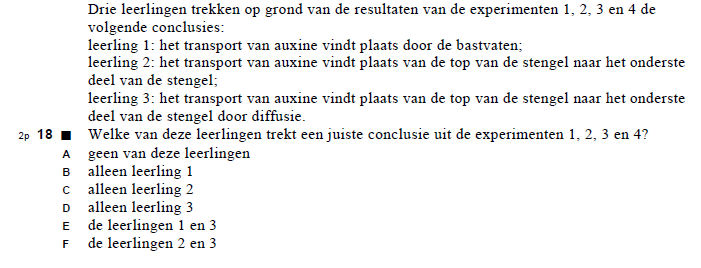 Drie leerlingen trekken op grond van de resultaten van de experimenten 1, 2, 3 en 4 de
volgende conclusies:
leerling 1: het transport van auxine vindt plaats door de bastvaten;
leerling 2: het transport van auxine vindt plaats van de top van de stengel naar het onderste
deel van de stengel;
leerling 3: het transport van auxine vindt plaats van de top van de stengel naar het onderste
deel van de stengel door diffusie.
2p 18 ■ Welke van deze leerlingen trekt een juiste conclusie uit de experimenten 1, 2, 3 en 4?
A geen van deze leerlingen
B alleen leerling 1
C alleen leerling 2
D alleen leerling 3
E de leerlingen 1 en 3
F de leerlingen 2 en 3